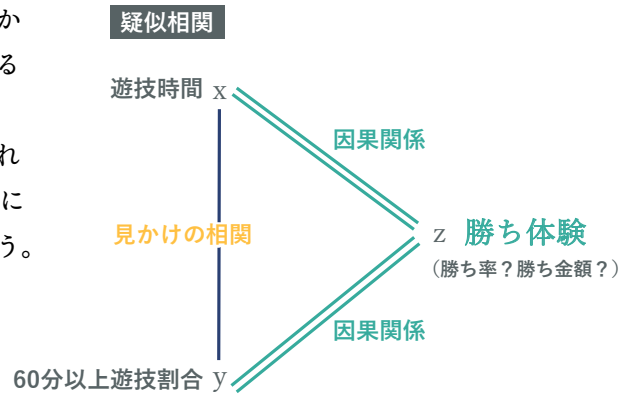 か
る
れ
に
う。
疑似相関
遊技時間 x
因果関係
見かけの相関
z 勝ち体験
（勝ち率？勝ち金額？）
因果関係
60分以上遊技割合 y